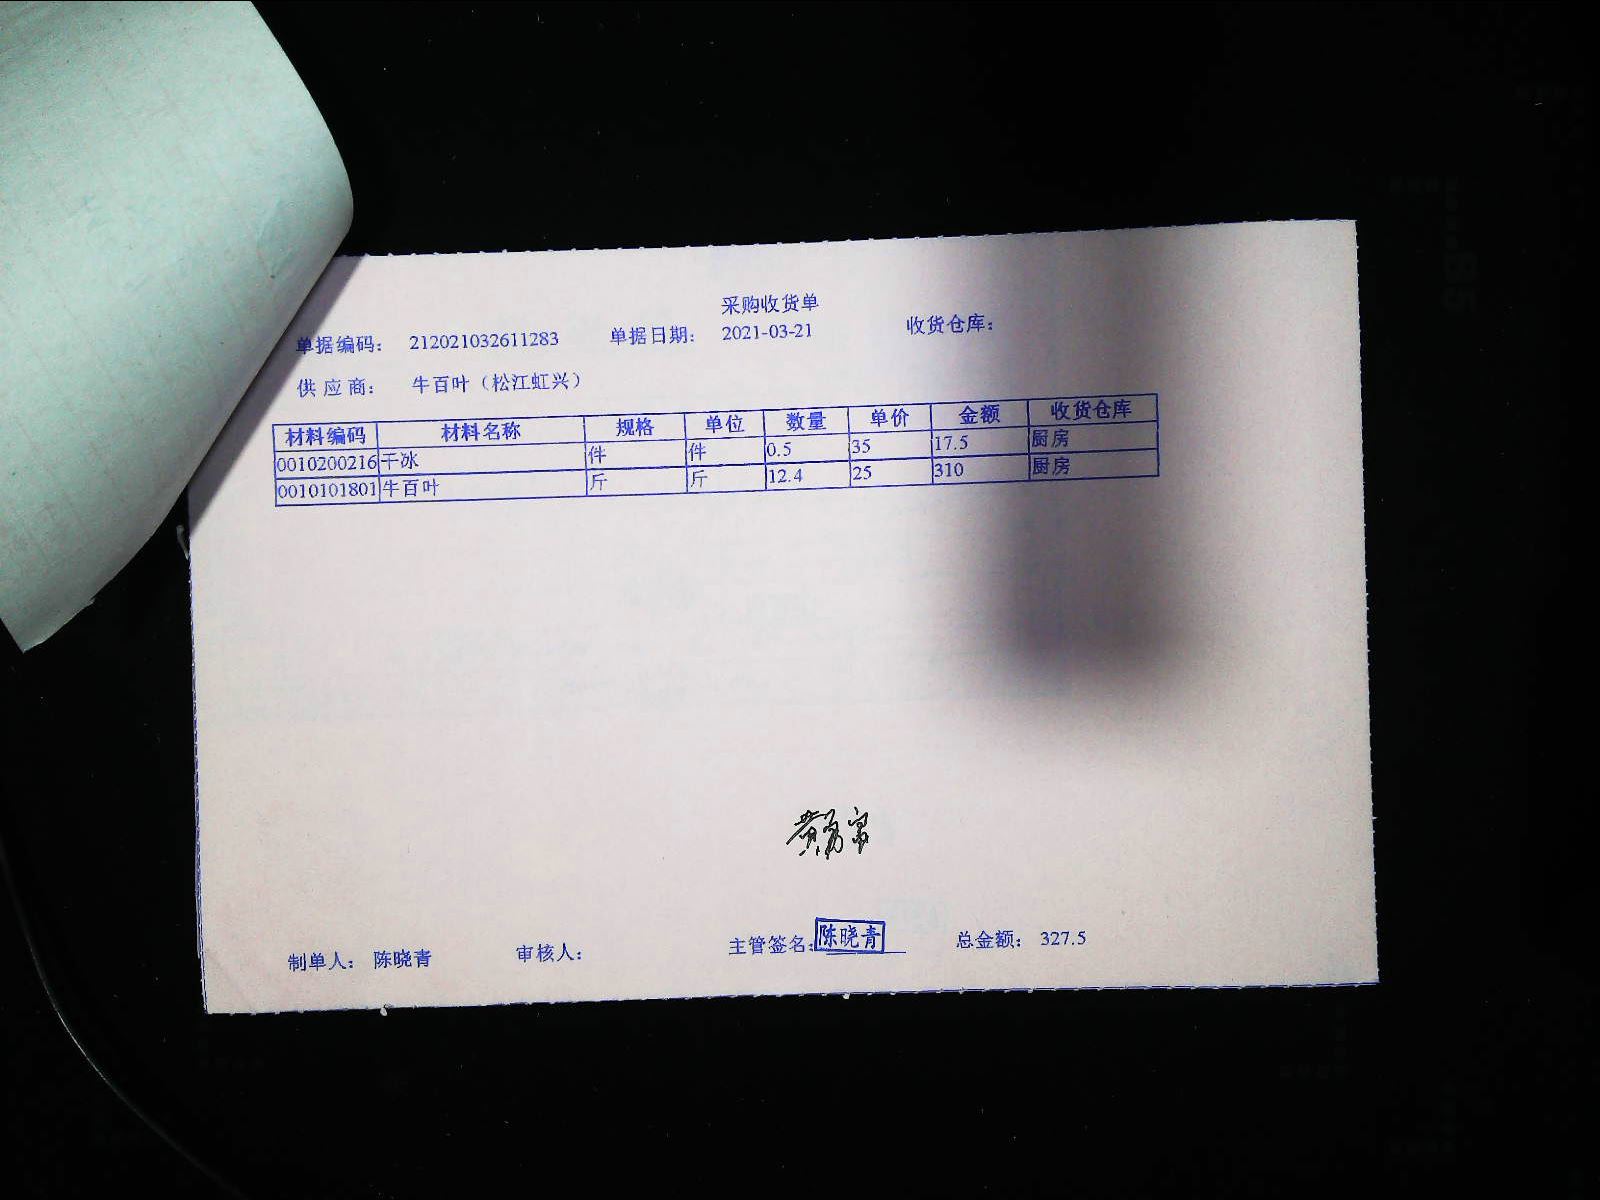 采购收货单
单据编码: 212021032611283 单据日期: 2021-03-21 收货仓库:
供应商: 牛百叶（松江虹兴）
材料编码 材料名称 规格 单位 数量 单价 金额 收货仓库
0010200216 干冰 件 件 0.5 35 17.5 厨房
0010101801 牛百叶 斤 斤 12.4 25 310 厨房
制单人: 陈晓青 审核人: 主管签名: 陈晓青 总金额: 327.5